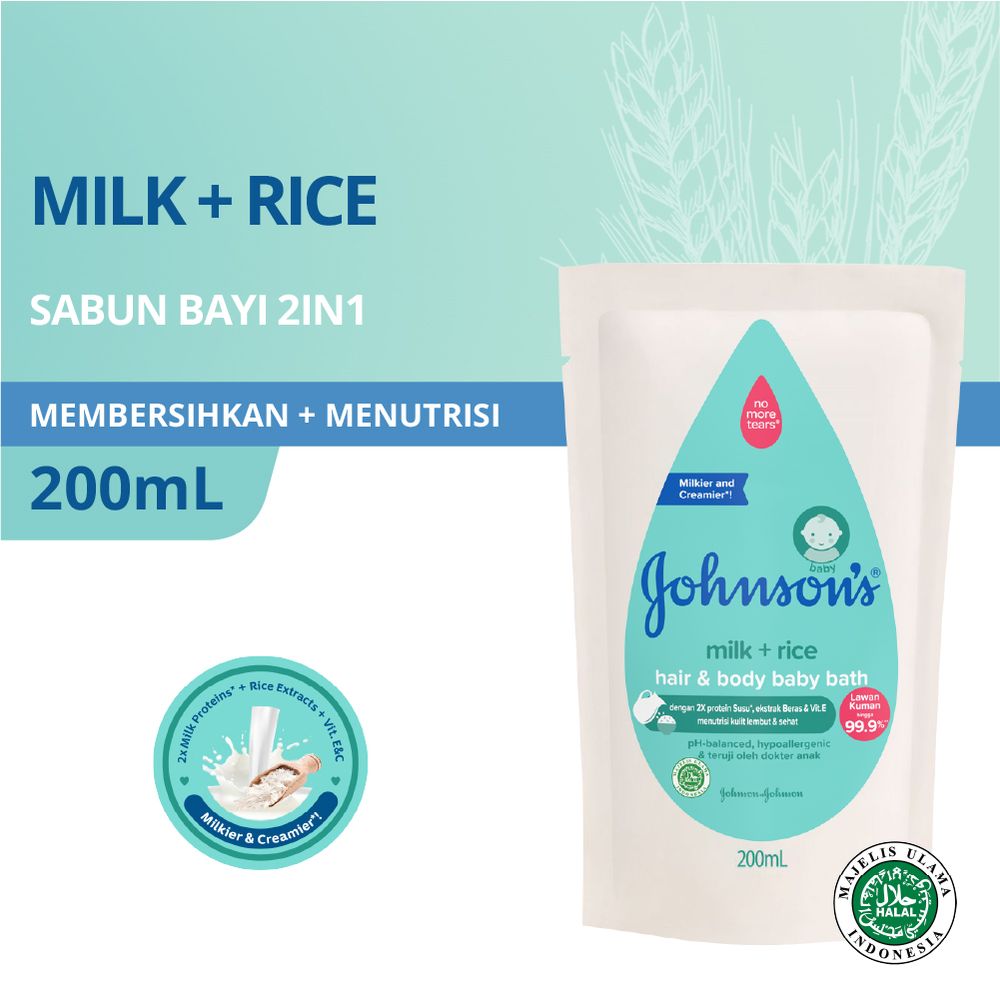 MILK + RICE
SABUN BAYI 2IN1
MEMBERSIHKAN + MENUTRISI
200mL
2x Milk Proteins* + Rice Extracts + Vit. E&C
Milkier & Creamier*!
no
more
tears®
Milkier and
Creamier*!
baby
Johnson's®
milk + rice
hair & body baby bath
dengan 2X protein Susu*, ekstrak Beras & Vit.E
menutrisi kulit lembut & sehat
Lawan
Kuman
hingga
99.9%**
pH-balanced, hypoallergenic
& teruji oleh dokter anak
Johnson & Johnson
200mL
MAJELIS ULAMA
حلال
HALAL
INDONESIA